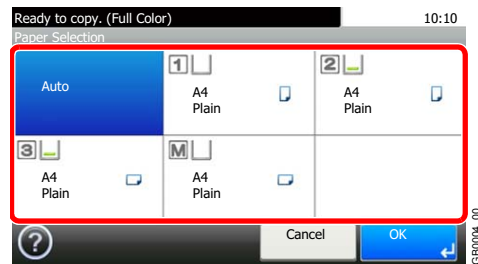 Ready to copy. (Full Color) 10:10
Paper Selection
Auto
1
A4
Plain
2
A4
Plain
3
A4
Plain
M
A4
Plain
?
Cancel
OK
GB0004_00